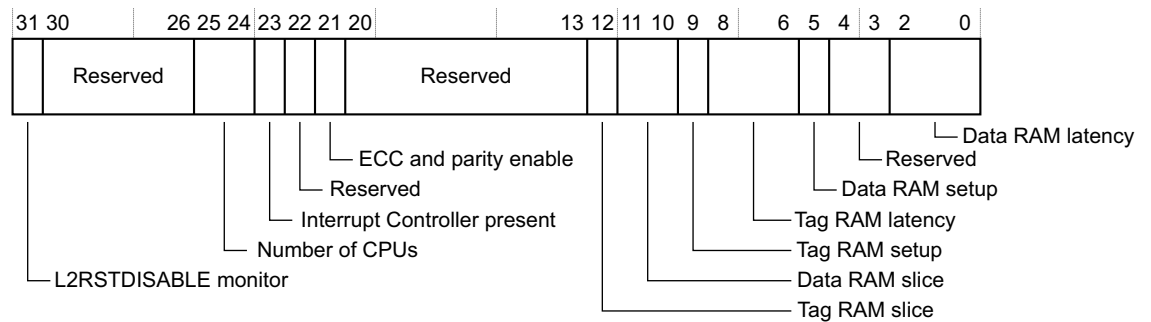 31 30 26 25 24 23 22 21 20 13 12 11 10 9 8 6 5 4 3 2 0
Reserved Reserved
Data RAM latency
ECC and parity enable Reserved
Reserved Data RAM setup
Interrupt Controller present Tag RAM latency
Number of CPUs Tag RAM setup
L2RSTDISABLE monitor Data RAM slice
Tag RAM slice